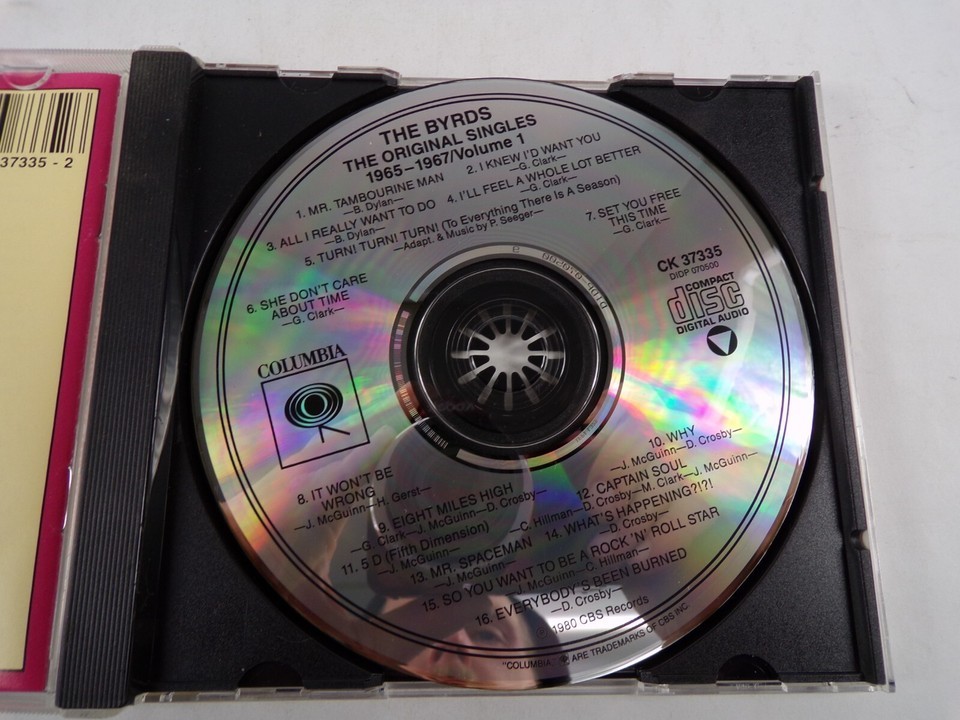 37335 - 2
THE BYRDS
THE ORIGINAL SINGLES
1965-1967/Volume 1
1. MR. TAMBOURINE MAN
—B. Dylan—
2. I KNEW I'D WANT YOU
—G. Clark—
3. ALL I REALLY WANT TO DO
—B. Dylan—
4. I'LL FEEL A WHOLE LOT BETTER
—G. Clark—
5. TURN! TURN! TURN! (To Everything There Is A Season)
—Adapt. & Music by P. Seeger—
6. SHE DON'T CARE
ABOUT TIME
—G. Clark—
7. SET YOU FREE
THIS TIME
—G. Clark—
CK 37335
DIDP 070500
COMPACT
disc
DIGITAL AUDIO
COLUMBIA
8. IT WON'T BE
WRONG
—J. McGuinn—H. Gerst—
9. EIGHT MILES HIGH
—G. Clark—J. McGuinn—D. Crosby—
10. WHY
—J. McGuinn—D. Crosby—
11. 5 D (Fifth Dimension)
—J. McGuinn—
12. CAPTAIN SOUL
—C. Hillman—D. Crosby—M. Clark—J. McGuinn—
13. MR. SPACEMAN
—J. McGuinn—
14. WHAT'S HAPPENING?!?!
—D. Crosby—
15. SO YOU WANT TO BE A ROCK 'N' ROLL STAR
—J. McGuinn—C. Hillman—
16. EVERYBODY'S BEEN BURNED
—D. Crosby—
1980 CBS Records
"COLUMBIA," ARE TRADEMARKS OF CBS INC.